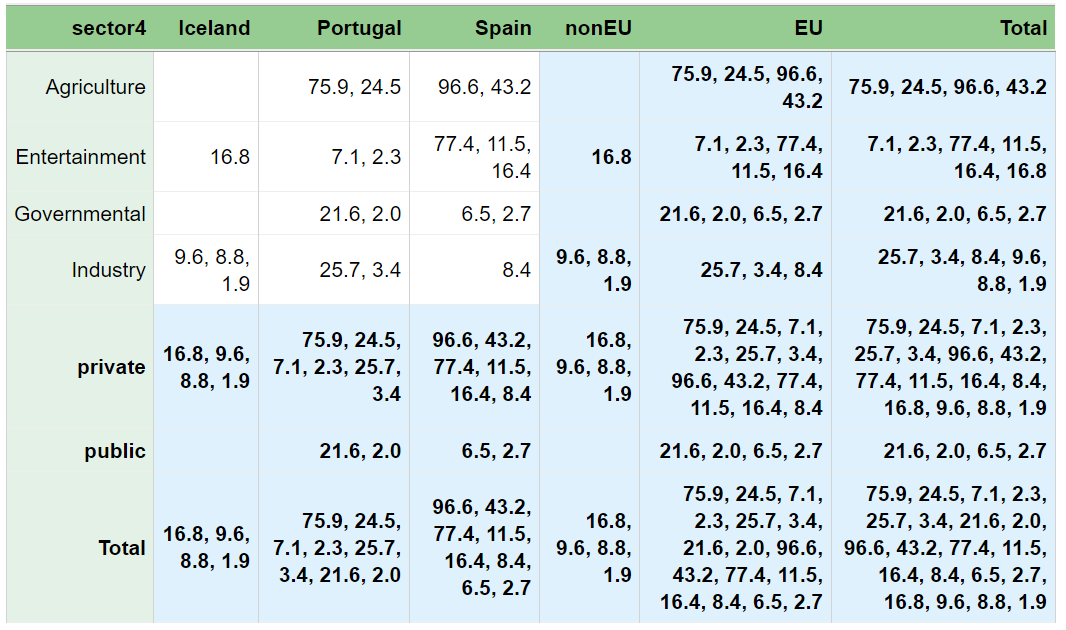 sector4 Iceland Portugal Spain nonEU EU Total
Agriculture 75.9, 24.5 96.6, 43.2 75.9, 24.5, 96.6, 43.2 75.9, 24.5, 96.6, 43.2
Entertainment 16.8 7.1, 2.3 77.4, 11.5, 16.4 16.8 7.1, 2.3, 77.4, 11.5, 16.4 7.1, 2.3, 77.4, 11.5, 16.4, 16.8
Governmental 21.6, 2.0 6.5, 2.7 21.6, 2.0, 6.5, 2.7 21.6, 2.0, 6.5, 2.7
Industry 9.6, 8.8, 1.9 25.7, 3.4 8.4 9.6, 8.8, 1.9 25.7, 3.4, 8.4 25.7, 3.4, 8.4, 9.6, 8.8, 1.9
private 16.8, 9.6, 8.8, 1.9 75.9, 24.5, 7.1, 2.3, 25.7, 3.4 96.6, 43.2, 77.4, 11.5, 16.4, 8.4 16.8, 9.6, 8.8, 1.9 75.9, 24.5, 7.1, 2.3, 25.7, 3.4, 96.6, 43.2, 77.4, 11.5, 16.4, 8.4 75.9, 24.5, 7.1, 2.3, 25.7, 3.4, 96.6, 43.2, 77.4, 11.5, 16.4, 8.4, 16.8, 9.6, 8.8, 1.9
public 21.6, 2.0 6.5, 2.7 21.6, 2.0, 6.5, 2.7 21.6, 2.0, 6.5, 2.7
Total 16.8, 9.6, 8.8, 1.9 75.9, 24.5, 7.1, 2.3, 25.7, 3.4, 21.6, 2.0 96.6, 43.2, 77.4, 11.5, 16.4, 8.4, 6.5, 2.7 16.8, 9.6, 8.8, 1.9 75.9, 24.5, 7.1, 2.3, 25.7, 3.4, 21.6, 2.0, 96.6, 43.2, 77.4, 11.5, 16.4, 8.4, 6.5, 2.7 75.9, 24.5, 7.1, 2.3, 25.7, 3.4, 21.6, 2.0, 96.6, 43.2, 77.4, 11.5, 16.4, 8.4, 6.5, 2.7, 16.8, 9.6, 8.8, 1.9